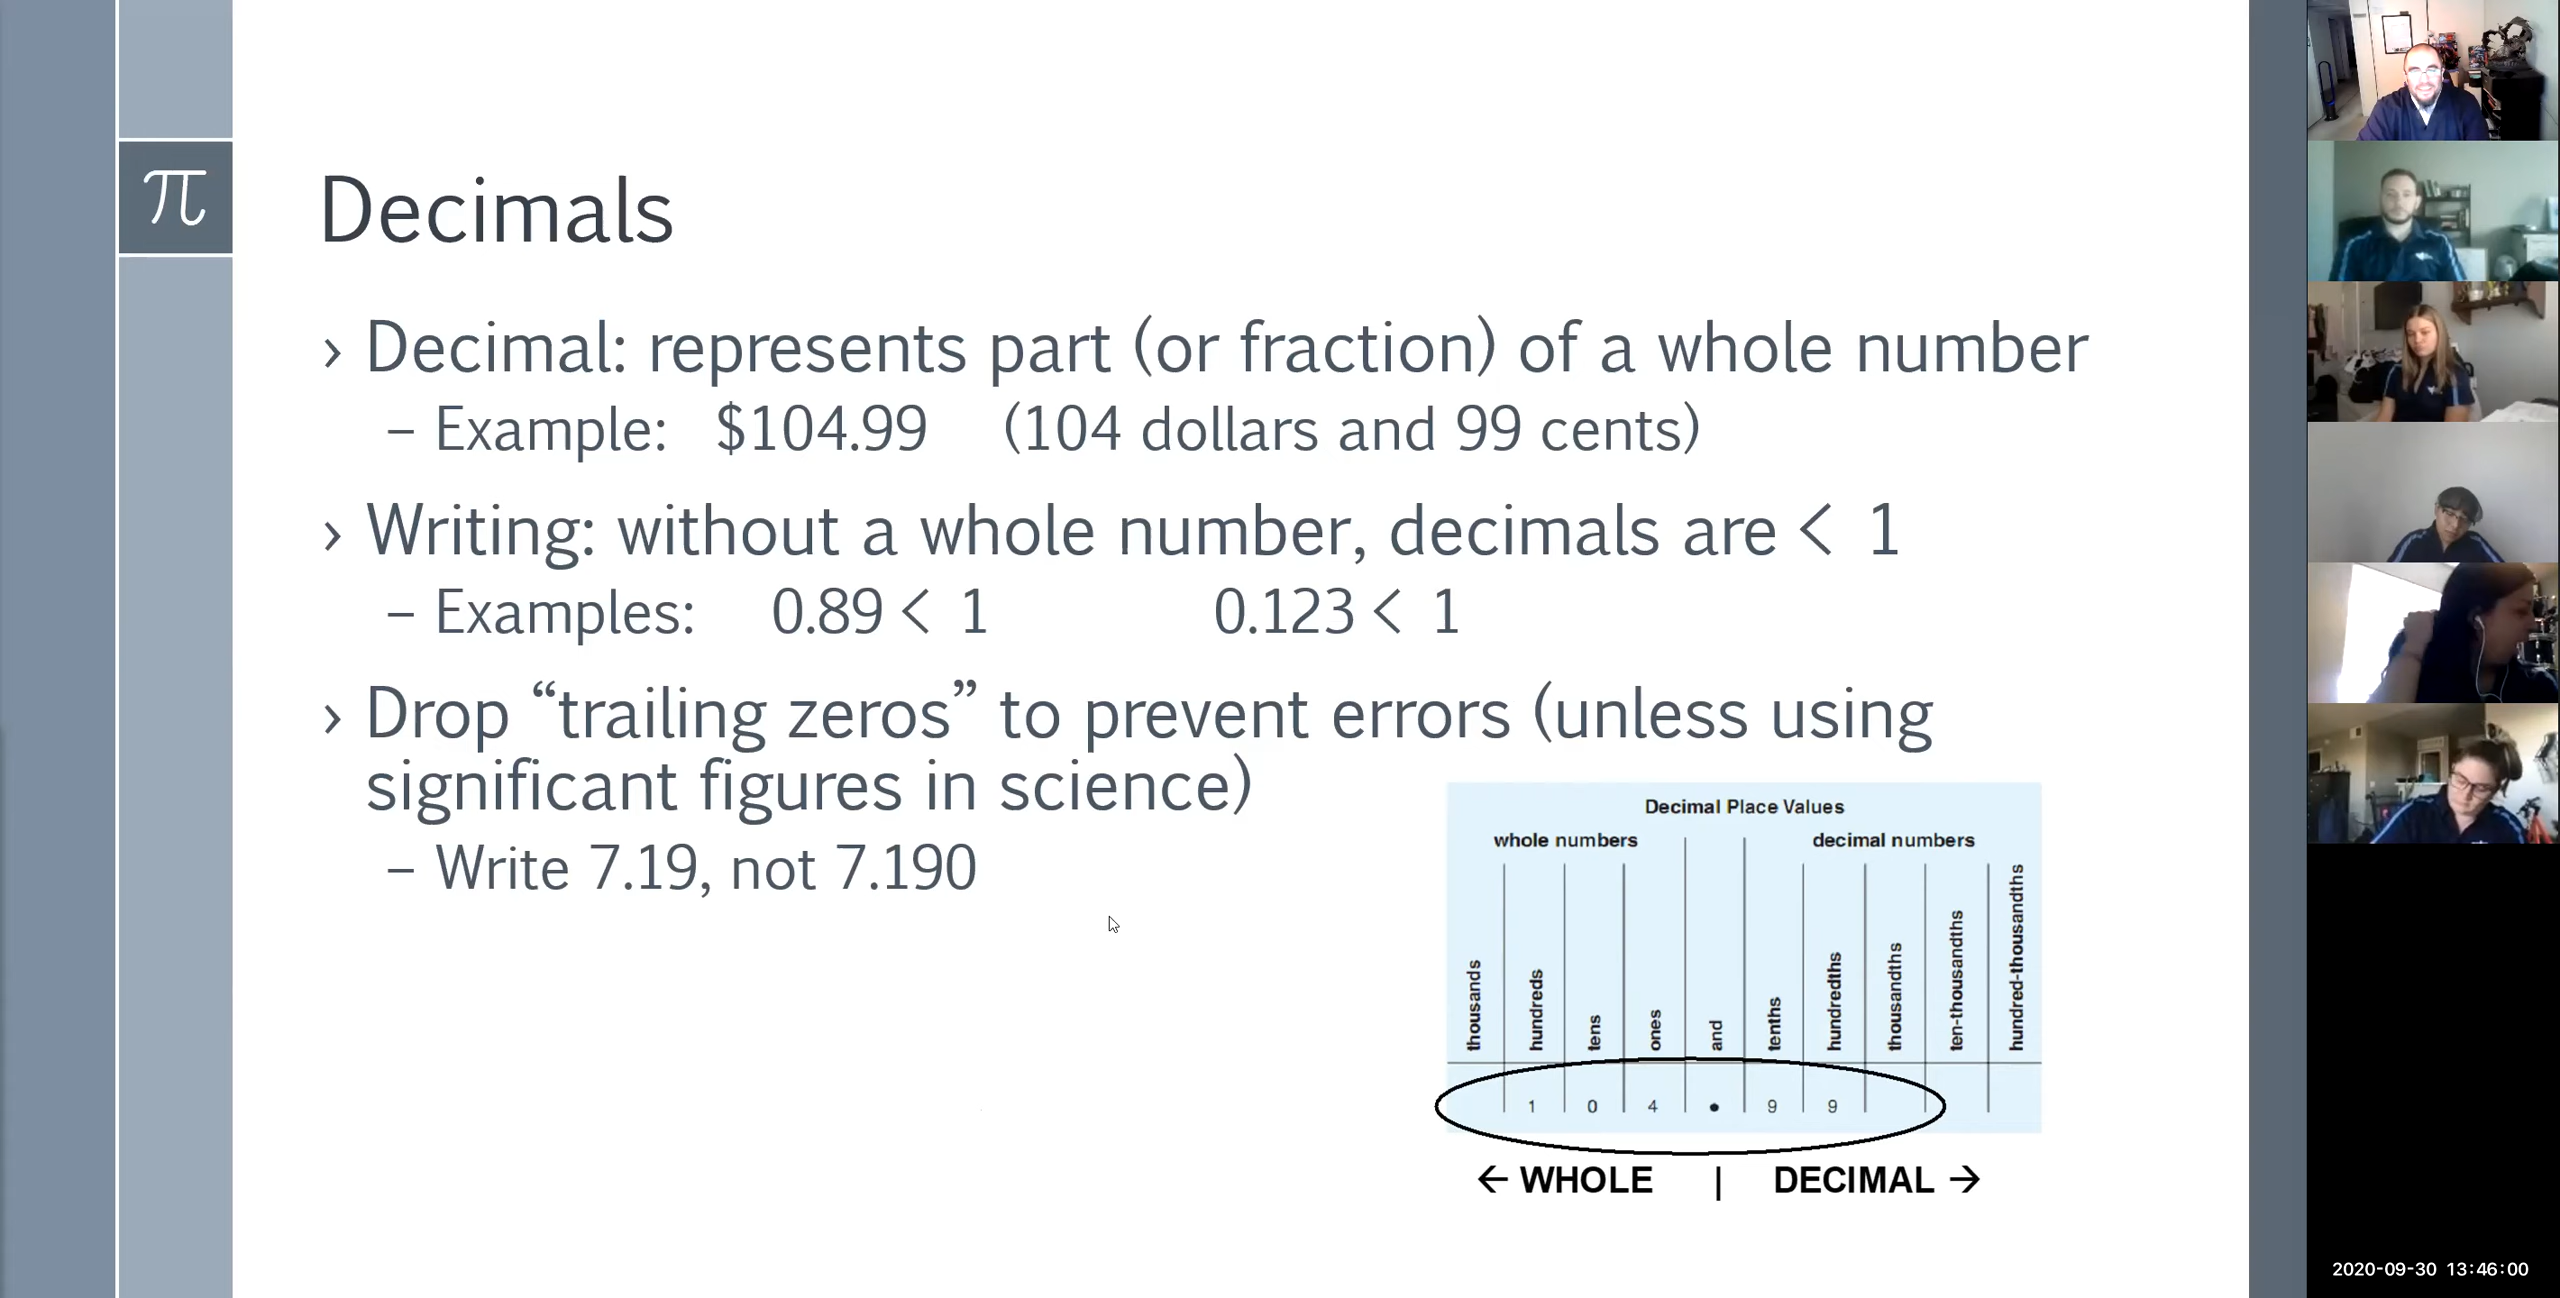 π
Decimals
› Decimal: represents part (or fraction) of a whole number
– Example: $104.99 (104 dollars and 99 cents)
› Writing: without a whole number, decimals are < 1
– Examples: 0.89 < 1 0.123 < 1
› Drop “trailing zeros” to prevent errors (unless using
significant figures in science)
– Write 7.19, not 7.190
Decimal Place Values
whole numbers decimal numbers
thousands hundreds tens ones and tenths hundredths thousandths ten-thousandths hundred-thousandths
1 0 4 • 9 9
← WHOLE | DECIMAL →
2020-09-30 13:46:00